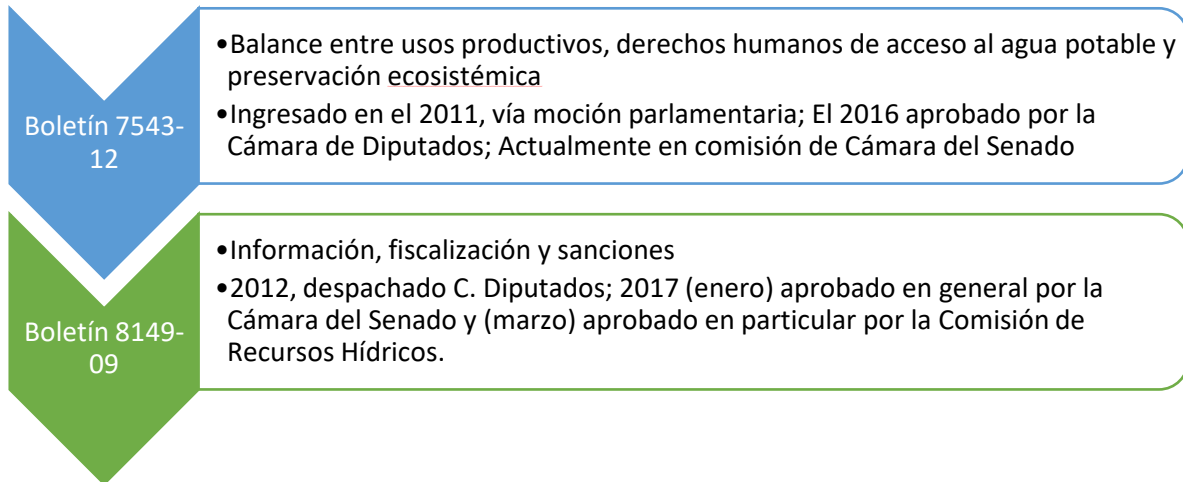 Boletín 7543-
12
•Balance entre usos productivos, derechos humanos de acceso al agua potable y
preservación ecosistémica
•Ingresado en el 2011, vía moción parlamentaria; El 2016 aprobado por la
Cámara de Diputados; Actualmente en comisión de Cámara del Senado
Boletín 8149-
09
•Información, fiscalización y sanciones
•2012, despachado C. Diputados; 2017 (enero) aprobado en general por la
Cámara del Senado y (marzo) aprobado en particular por la Comisión de
Recursos Hídricos.